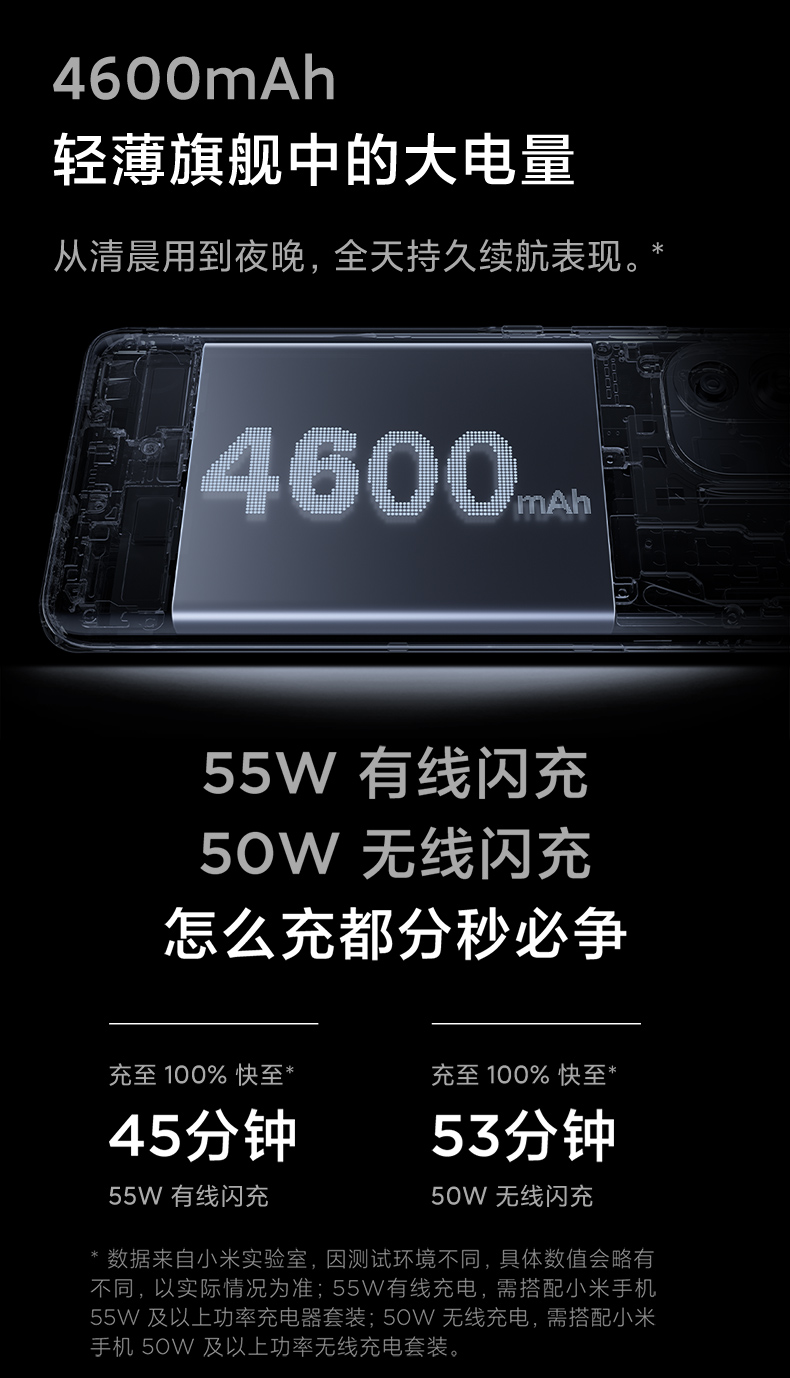 4600mAh
轻薄旗舰中的大电量
从清晨用到夜晚，全天持久续航表现。*
4600mAh
55W 有线闪充
50W 无线闪充
怎么充都分秒必争
充至 100% 快至*
45分钟
55W 有线闪充
充至 100% 快至*
53分钟
50W 无线闪充
* 数据来自小米实验室，因测试环境不同，具体数值会略有
不同，以实际情况为准；55W有线充电，需搭配小米手机
55W 及以上功率充电器套装；50W 无线充电，需搭配小米
手机 50W 及以上功率无线充电套装。